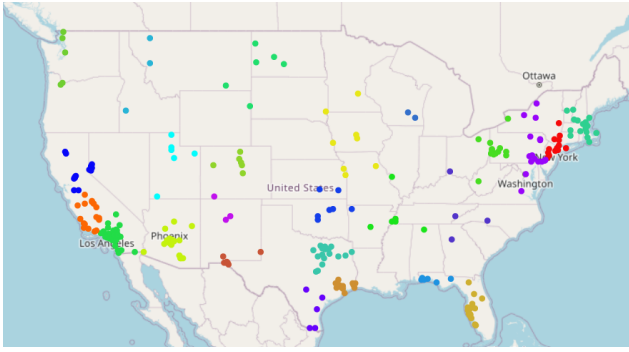 Ottawa
New York
Washington
United States
Phoenix
Los Angeles